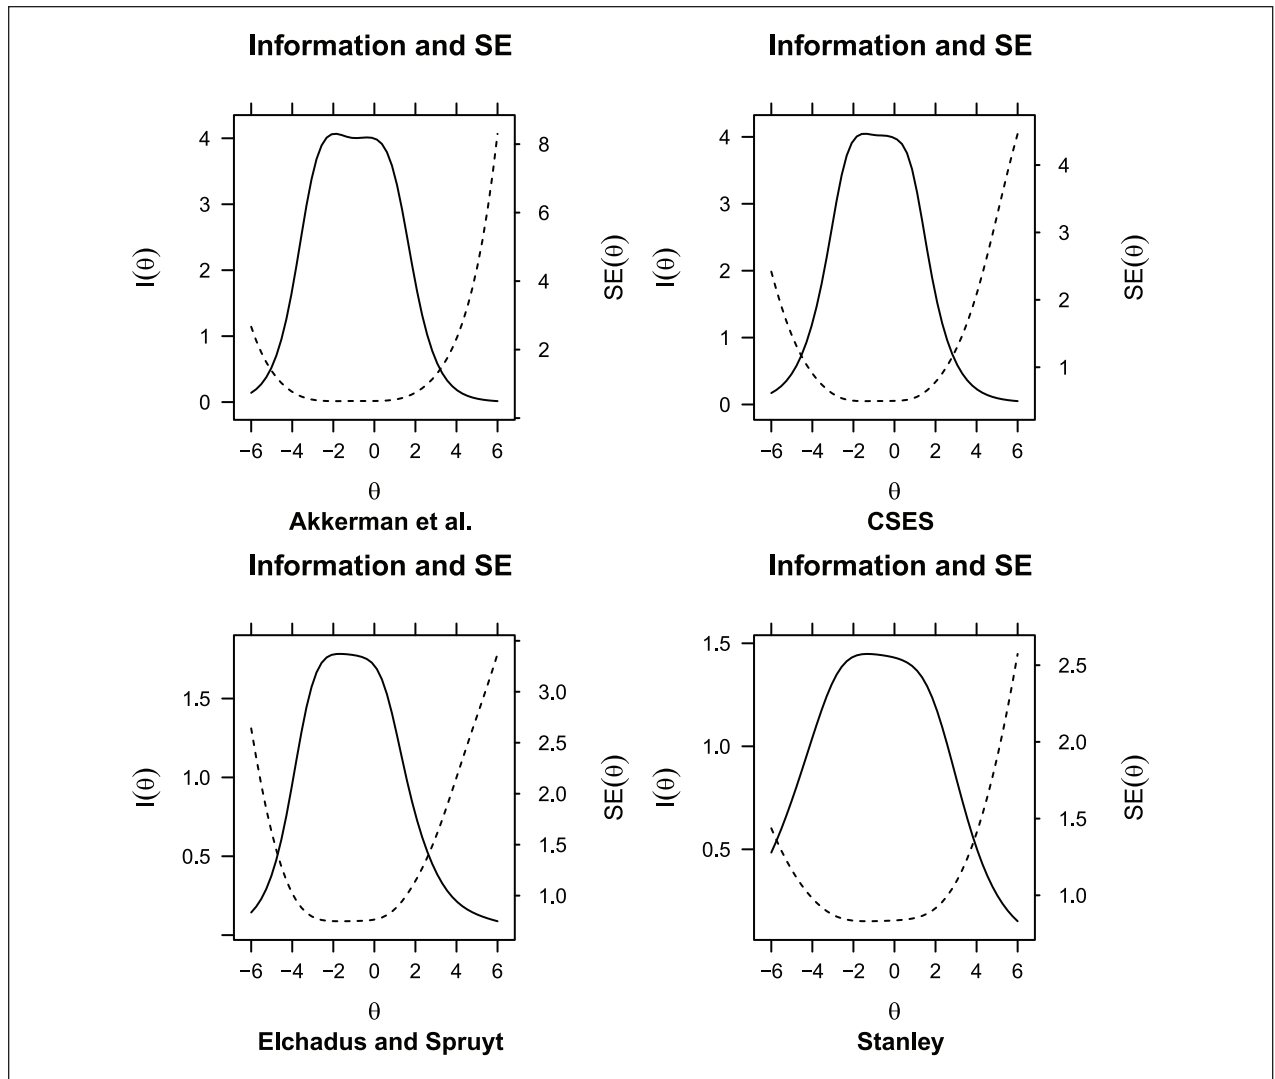 Information and SE
I(θ)
4
3
2
1
0
8
6
4
2
SE(θ)
−6 −4 −2 0 2 4 6
θ
Akkerman et al.
Information and SE
I(θ)
4
3
2
1
0
4
3
2
1
SE(θ)
−6 −4 −2 0 2 4 6
θ
CSES
Information and SE
I(θ)
1.5
1.0
0.5
3.0
2.5
2.0
1.5
1.0
SE(θ)
−6 −4 −2 0 2 4 6
θ
Elchadus and Spruyt
Information and SE
I(θ)
1.5
1.0
0.5
2.5
2.0
1.5
1.0
SE(θ)
−6 −4 −2 0 2 4 6
θ
Stanley